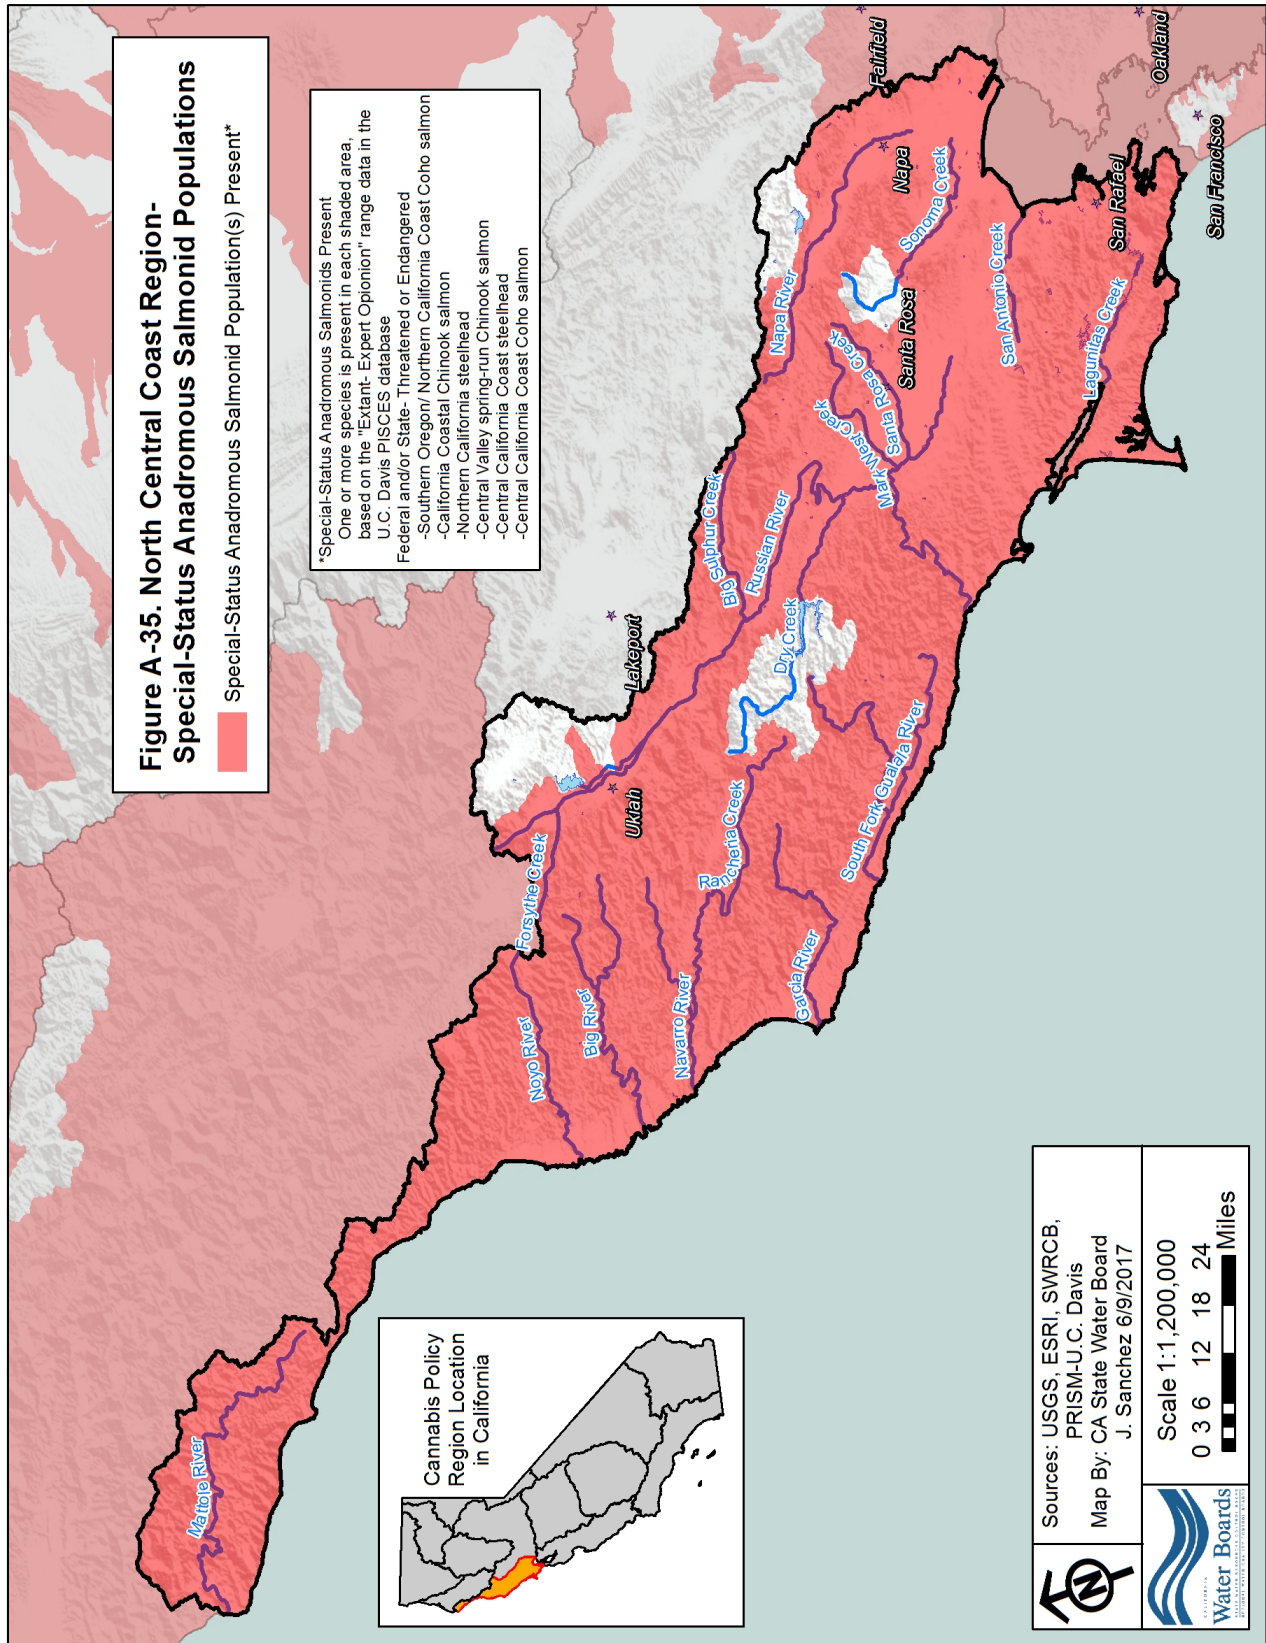 Figure A-35. North Central Coast Region-
Special-Status Anadromous Salmonid Populations
Special-Status Anadromous Salmonid Population(s) Present*
*Special-Status Anadromous Salmonids Present
One or more species is present in each shaded area,
based on the "Extant- Expert Opionion" range data in the
U.C. Davis PISCES database
Federal and/or State- Threatened or Endangered
-Southern Oregon/ Northern California Coast Coho salmon
-California Coastal Chinook salmon
-Northern California steelhead
-Central Valley spring-run Chinook salmon
-Central California Coast steelhead
-Central California Coast Coho salmon
Mattole River
Noyo River
Forsythe Creek
Big River
Navarro River
Rancheria Creek
Garcia River
South Fork Gualala River
Ukiah
Lakeport
Dry Creek
Big Sulphur Creek
Russian River
Mark West Creek
Santa Rosa Creek
Santa Rosa
Napa River
Napa
Sonoma Creek
San Antonio Creek
Lagunitas Creek
San Rafael
San Francisco
Fairfield
Oakland
Cannabis Policy
Region Location
in California
N
Sources: USGS, ESRI, SWRCB,
PRISM-U.C. Davis
Map By: CA State Water Board
J. Sanchez 6/9/2017
CALIFORNIA
Water Boards
Scale 1:1,200,000
0 3 6 12 18 24
Miles